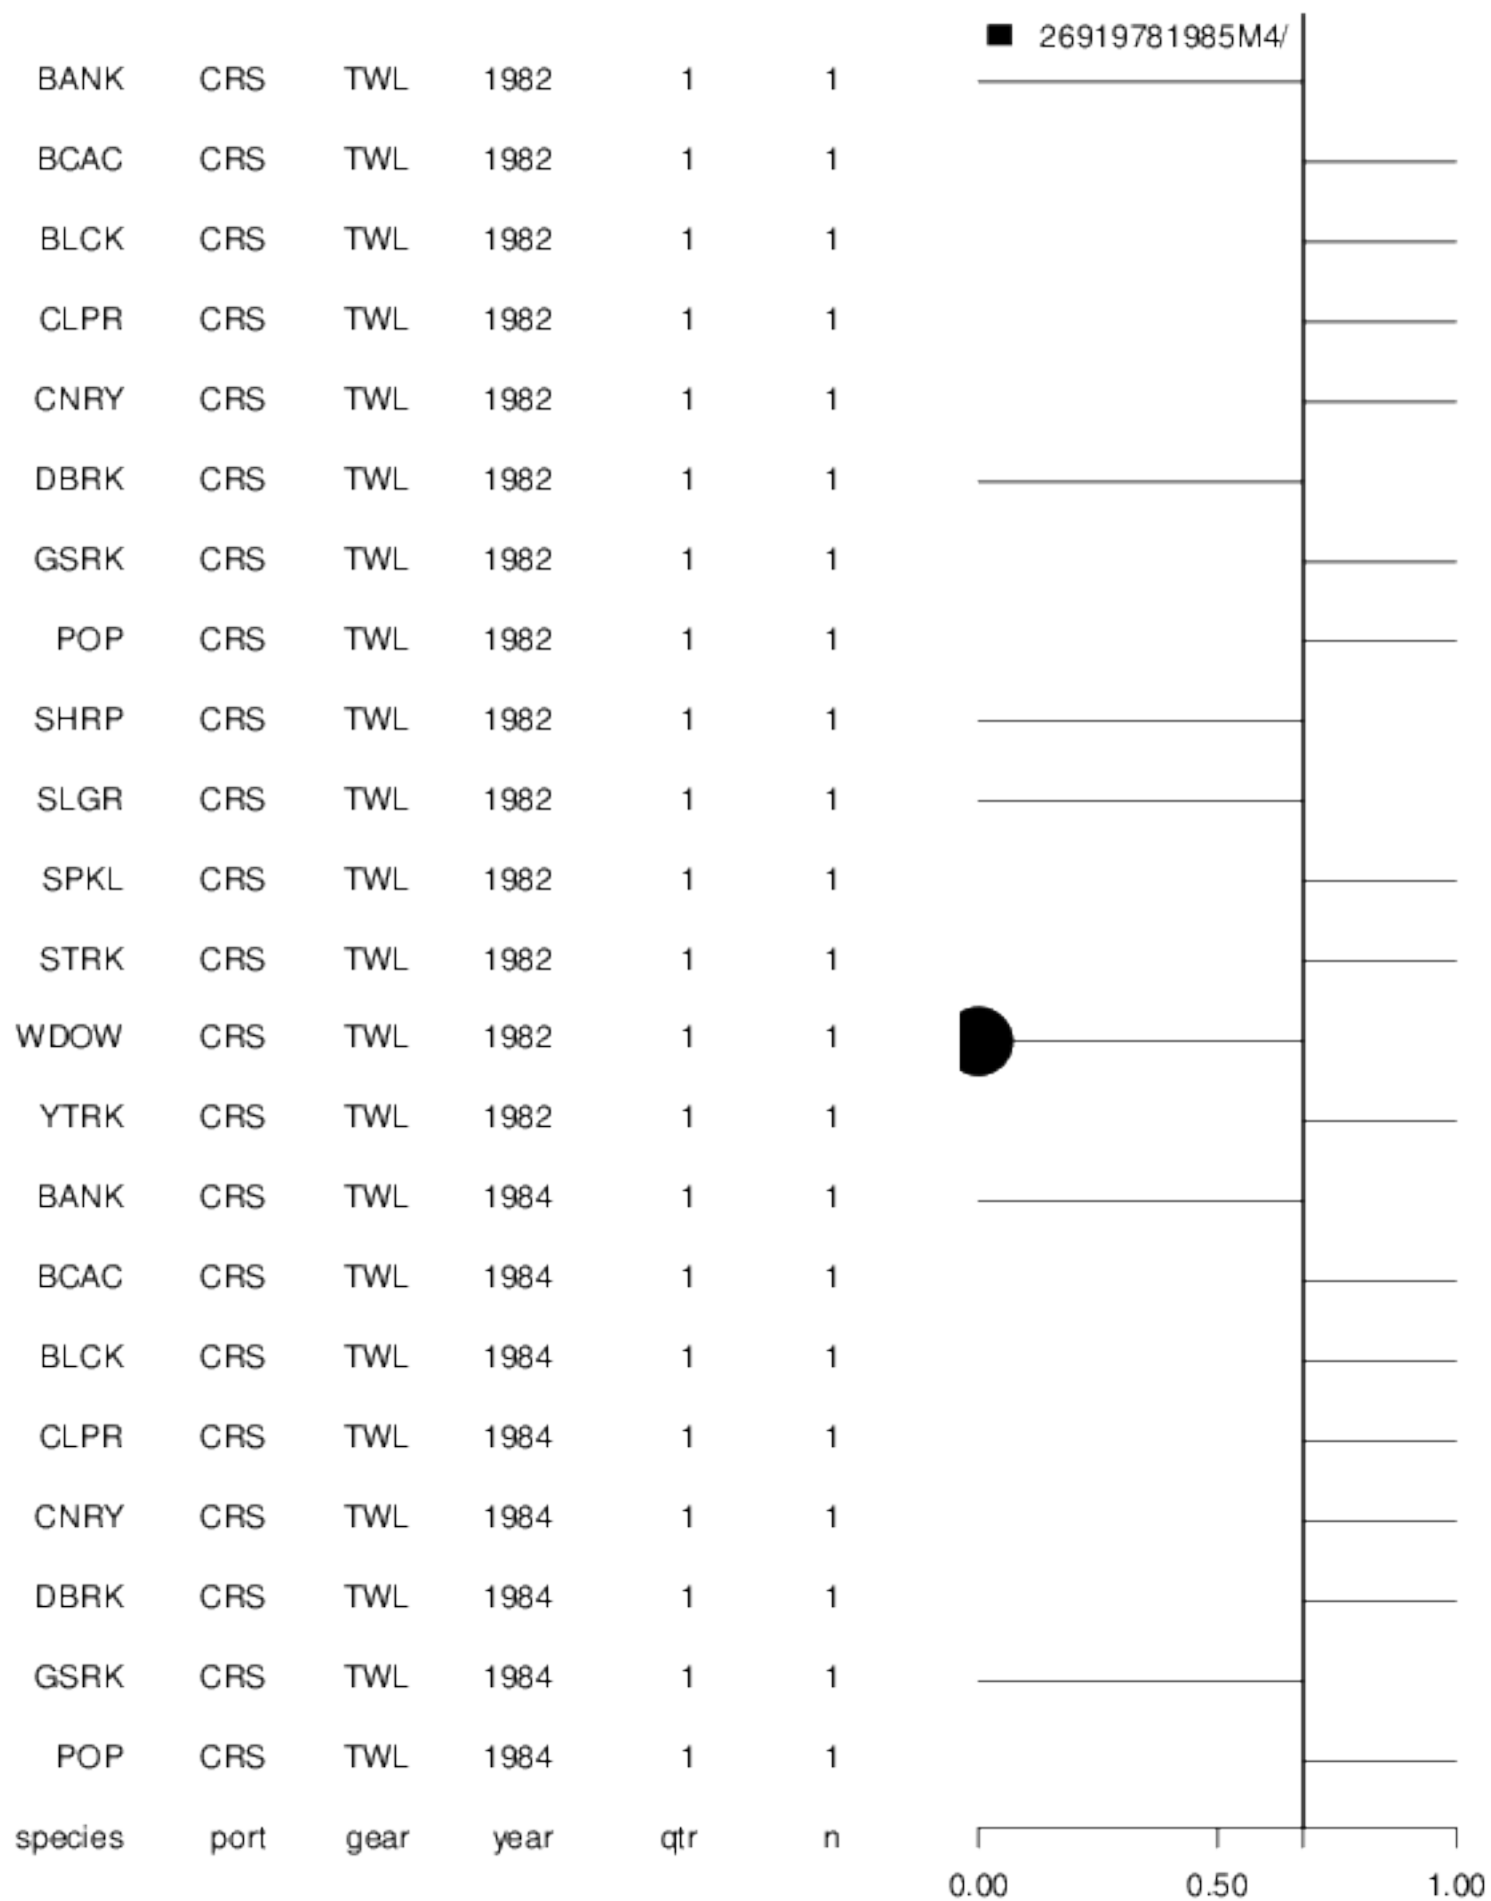 26919781985M4/
BANK CRS TWL 1982 1 1
BCAC CRS TWL 1982 1 1
BLCK CRS TWL 1982 1 1
CLPR CRS TWL 1982 1 1
CNRY CRS TWL 1982 1 1
DBRK CRS TWL 1982 1 1
GSRK CRS TWL 1982 1 1
POP CRS TWL 1982 1 1
SHRP CRS TWL 1982 1 1
SLGR CRS TWL 1982 1 1
SPKL CRS TWL 1982 1 1
STRK CRS TWL 1982 1 1
WDOW CRS TWL 1982 1 1
YTRK CRS TWL 1982 1 1
BANK CRS TWL 1984 1 1
BCAC CRS TWL 1984 1 1
BLCK CRS TWL 1984 1 1
CLPR CRS TWL 1984 1 1
CNRY CRS TWL 1984 1 1
DBRK CRS TWL 1984 1 1
GSRK CRS TWL 1984 1 1
POP CRS TWL 1984 1 1
species port gear year qtr n
0.00 0.50 1.00